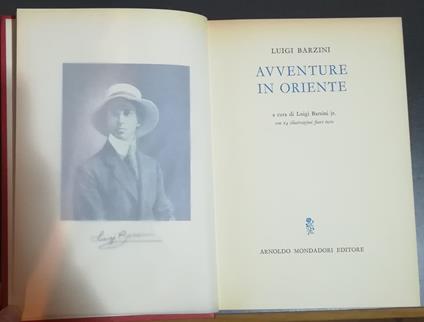 LUIGI BARZINI
AVVENTURE
IN ORIENTE
a cura di Luigi Barzini jr.
con 24 illustrazioni fuori testo
ARNOLDO MONDADORI EDITORE